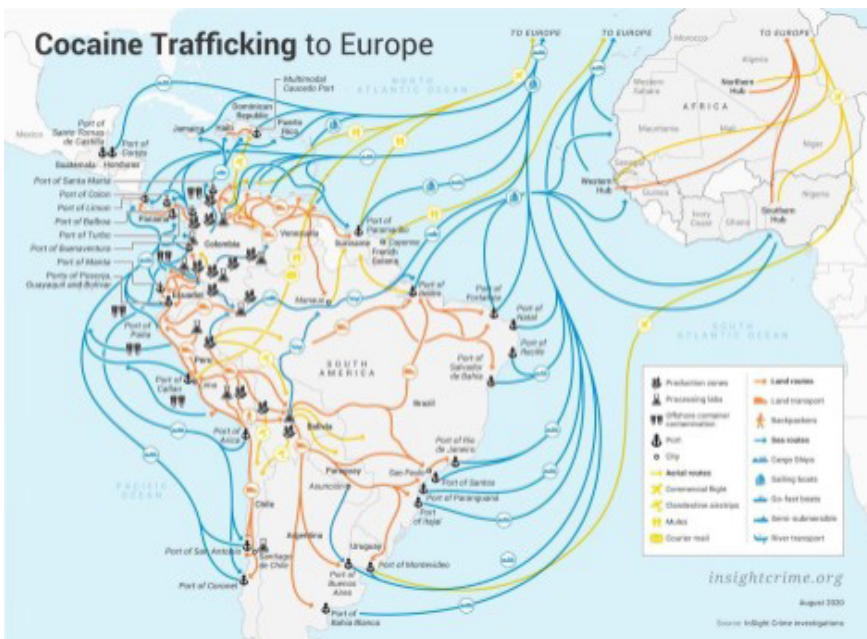 Cocaine Trafficking to Europe
TO EUROPE
TO EUROPE
TO EUROPE
NORTH
ATLANTIC OCEAN
Multimodal
Caucedo Port
Dominican
Republic
Jamaica
Haiti
Puerto
Rico
Mexico
Port of
Santo Tomas
de Castilla
Port of
Cortes
Guatemala
Honduras
Port of Santa Marta
Port of Colon
Port of Limon
Port of Balboa
Port of Turbo
Port of Buenaventura
Port of Manta
Ports of Posorja,
Guayaquil and Bolivar
Panama
Colombia
Venezuela
Ecuador
Port of
Paita
Peru
Port of
Callao
Lima
Port of
Paramaribo
Suriname
Cayenne
French
Guiana
Manaus
Port of
Port of
Fortaleza
Port of
Natal
Port of
Recife
Port of
Salvador
de Bahia
SOUTH
AMERICA
Brazil
Bolivia
Port of
Arica
Paraguay
Asunción
Port of Rio
de Janeiro
Sao Paulo
Port of Santos
Port of Paranaguá
Port
of
Itajaí
Chile
Argentina
Uruguay
Port of San Antonio
Santiago
de Chile
Port of Coronel
Port of
Buenos
Aires
Port of Montevideo
Port of
Bahia Blanca
PACIFIC
OCEAN
SOUTH
ATLANTIC OCEAN
Morocco
Algeria
Western
Sahara
Northern
Hub
AFRICA
Mauritania
Mali
Niger
Senegal
Western
Hub
Guinea
Ivory
Coast
Ghana
Nigeria
Southern
Hub
Production zones
Processing labs
Offshore container
contamination
Port
City
Aerial routes
Commercial flight
Clandestine airstrips
Mules
Courier mail
Land routes
Land transport
Backpackers
Sea routes
Cargo Ships
Sailing boats
Go-fast boats
Semi-submersible
River transport
insightcrime.org
August 2020
Source: InSight Crime investigations